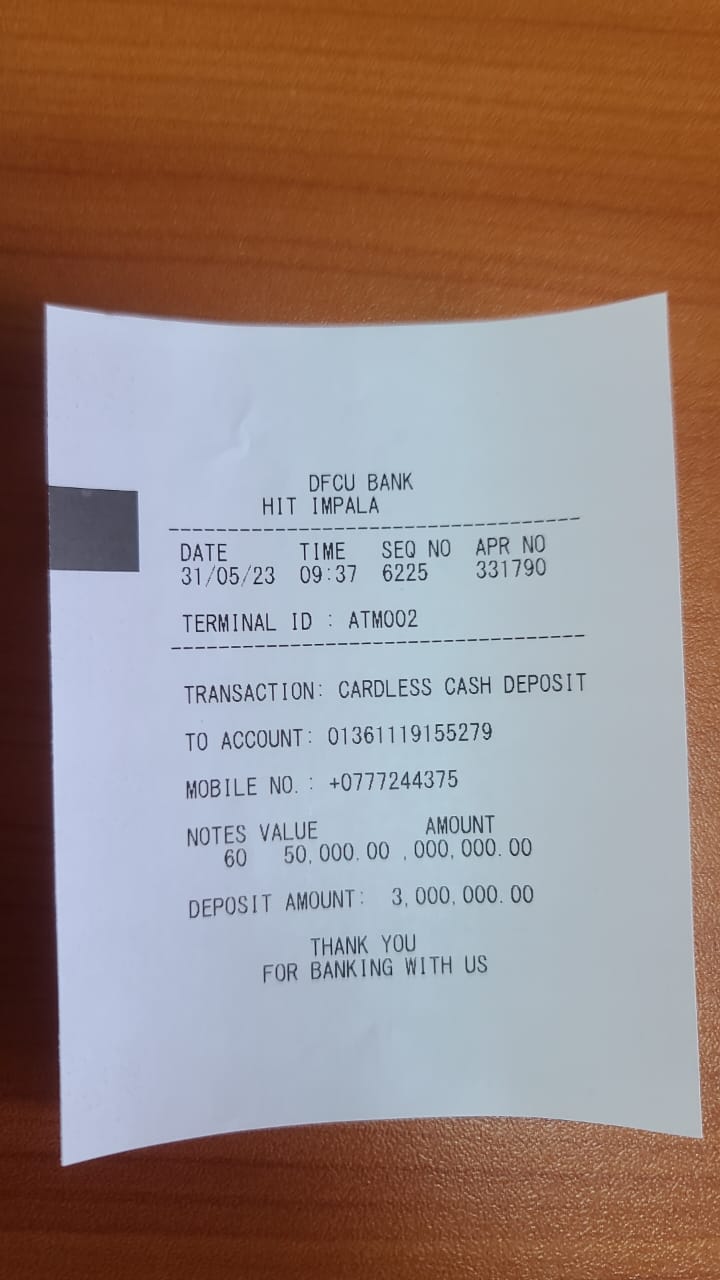 DFCU BANK
HIT IMPALA
-----------------------------------
DATE TIME SEQ NO APR NO
31/05/23 09:37 6225 331790
TERMINAL ID : ATM002
-----------------------------------
TRANSACTION: CARDLESS CASH DEPOSIT
TO ACCOUNT: 01361119155279
MOBILE NO. : +0777244375
NOTES VALUE AMOUNT
60 50,000.00 ,000,000.00
DEPOSIT AMOUNT: 3,000,000.00
THANK YOU
FOR BANKING WITH US